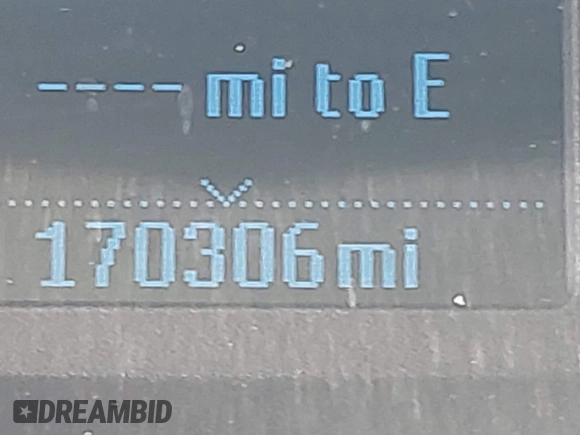 ---- mi to E
170306mi
DREAMBID